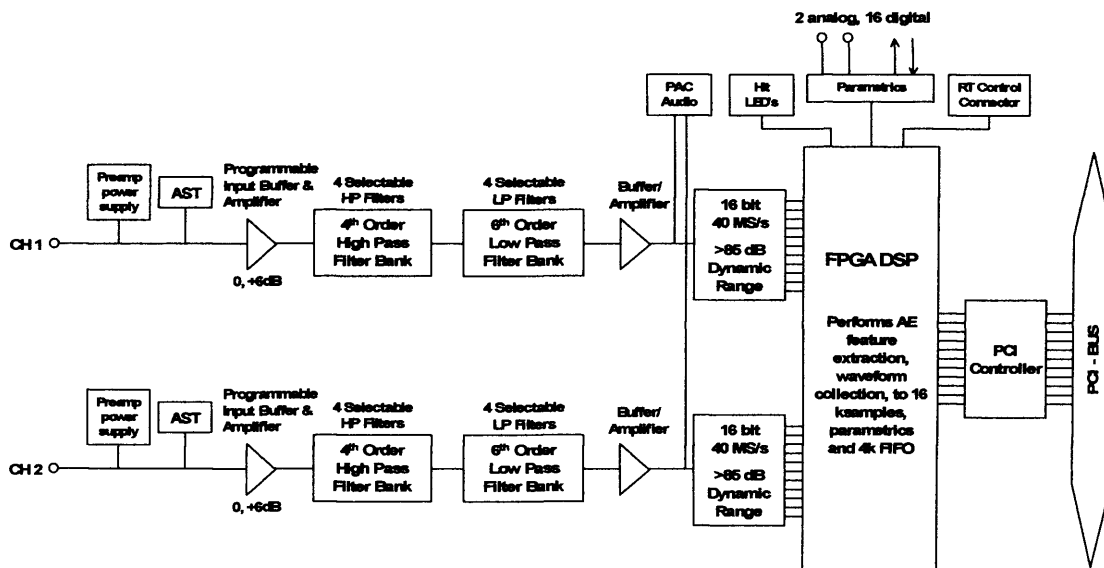 2 analog, 16 digital
PAC
Audio
Hit
LED's
Parametrics
RT Control
Connector
Preamp
power
supply
AST
Programmable
Input Buffer &
Amplifier
4 Selectable
HP Filters
4 Selectable
LP Filters
Buffer/
Amplifier
CH 1
0, +6dB
4th Order
High Pass
Filter Bank
6th Order
Low Pass
Filter Bank
16 bit
40 MS/s
>85 dB
Dynamic
Range
FPGA DSP
Performs AE
feature
extraction,
waveform
collection, to 16
ksamples,
parametrics
and 4k FIFO
PCI
Controller
PCI - BUS
Preamp
power
supply
AST
Programmable
Input Buffer &
Amplifier
4 Selectable
HP Filters
4 Selectable
LP Filters
Buffer/
Amplifier
CH 2
0, +6dB
4th Order
High Pass
Filter Bank
6th Order
Low Pass
Filter Bank
16 bit
40 MS/s
>85 dB
Dynamic
Range